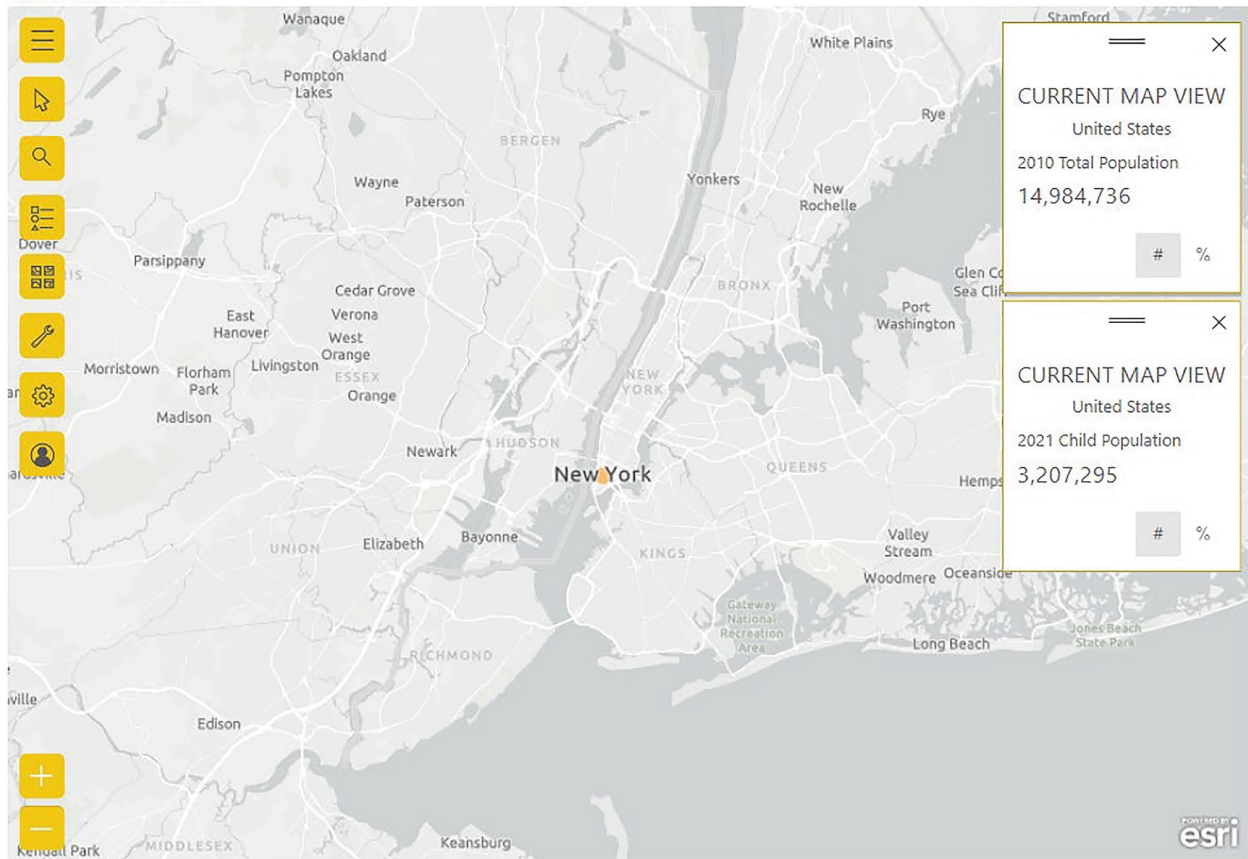 Wanaque
Stamford
Oakland
White Plains
Pompton
Lakes
CURRENT MAP VIEW
United States
Rye
BERGEN
2010 Total Population
Wayne
Yonkers
New
Rochelle
14,984,736
Paterson
Dover
Parsippany
# %
BRONX
Glen
Sea
Cedar Grove
Port
Washington
East
Hanover
Verona
West
Orange
Morristown
Florham
Park
Livingston
ESSEX
Orange
NEW
YORK
CURRENT MAP VIEW
United States
Madison
2021 Child Population
HUDSON
Newark
New York
QUEENS
3,207,295
Bayonne
Elizabeth
UNION
KINGS
Valley
Stream
# %
Woodmere
Oceanside
Gateway
National
Recreation
Area
Jones Beach
State Park
Long Beach
RICHMOND
Edison
POWERED BY
esri
Keansburg
MIDDLESEX
Kendall Park